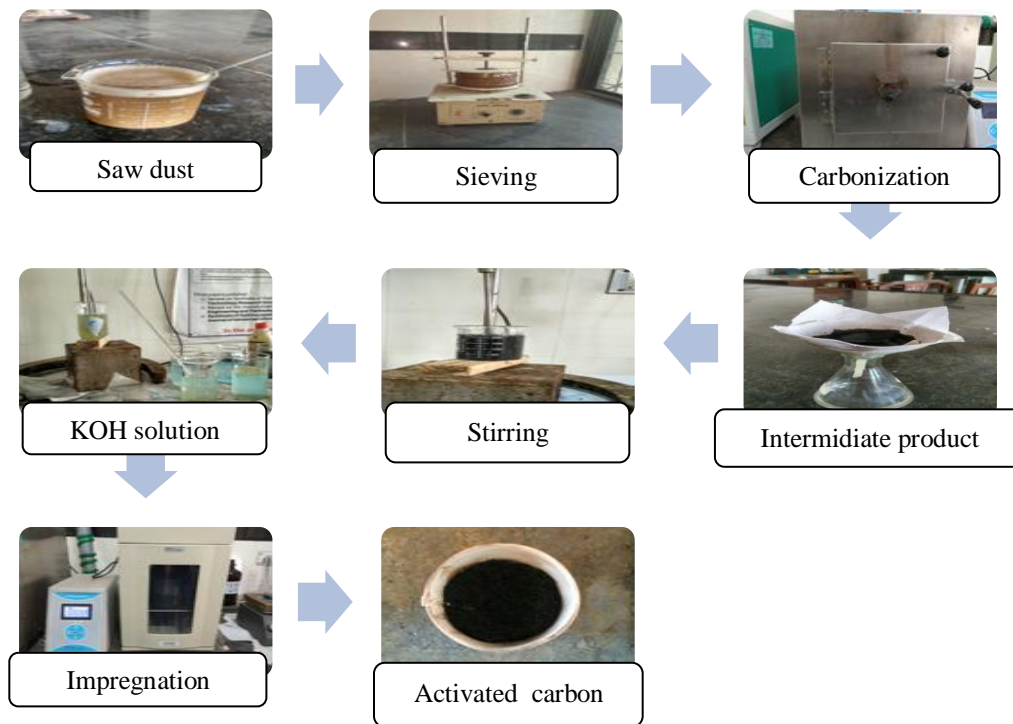 Saw dust
Sieving
Carbonization
Intermidiate product
Stirring
KOH solution
Impregnation
Activated carbon